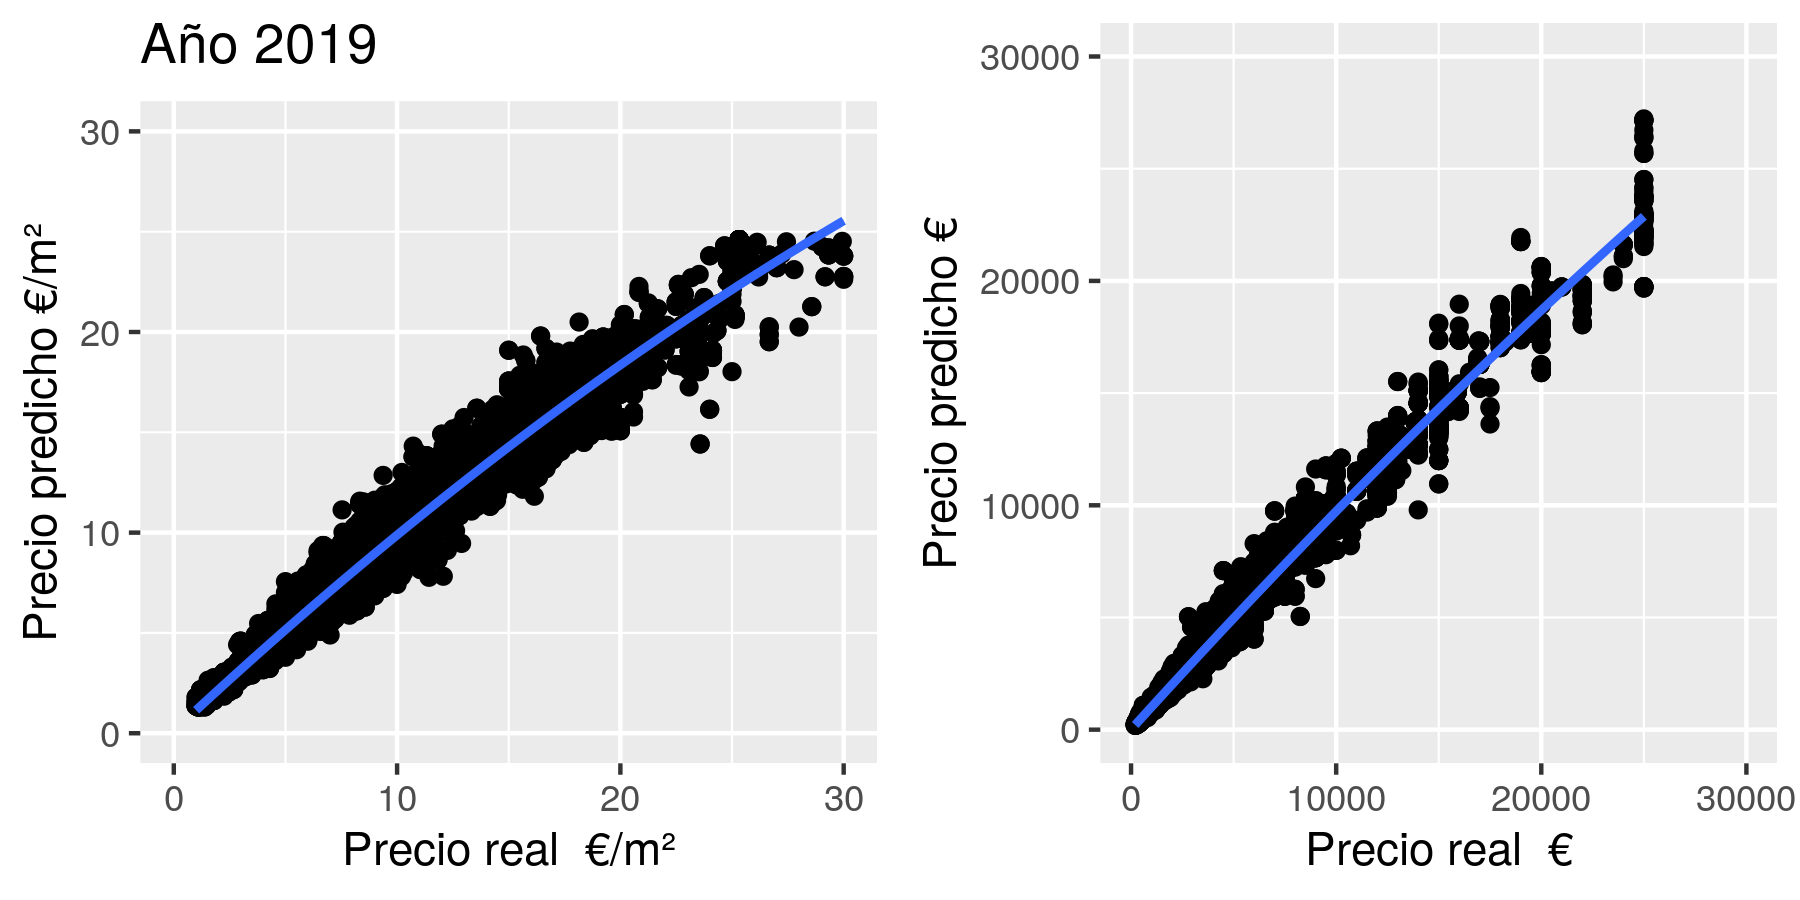 Año 2019
30
20
10
0
0 10 20 30
Precio real €/m²
Precio predicho €/m²
30000
20000
10000
0
0 10000 20000 30000
Precio real €
Precio predicho €